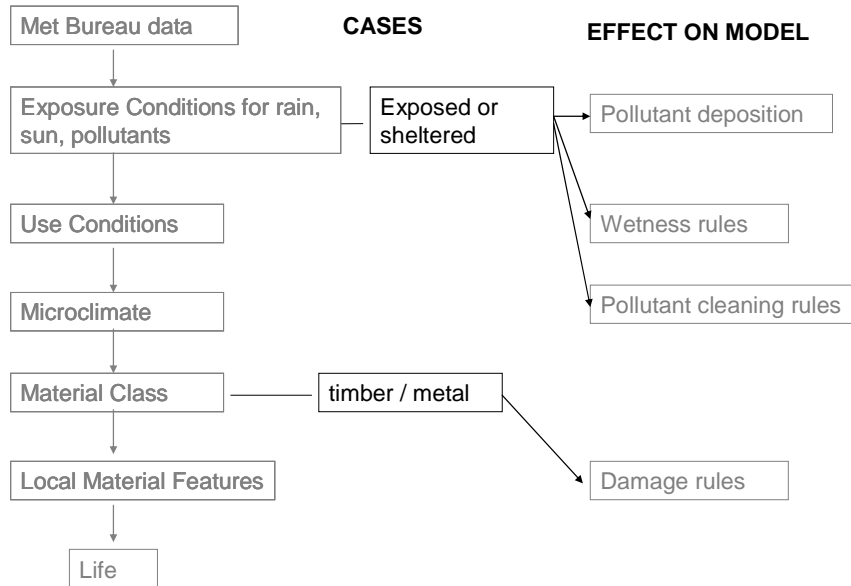 Met Bureau data
CASES
EFFECT ON MODEL
Exposure Conditions for rain,
sun, pollutants
Exposed or
sheltered
Pollutant deposition
Use Conditions
Wetness rules
Microclimate
Pollutant cleaning rules
Material Class
timber / metal
Local Material Features
Damage rules
Life